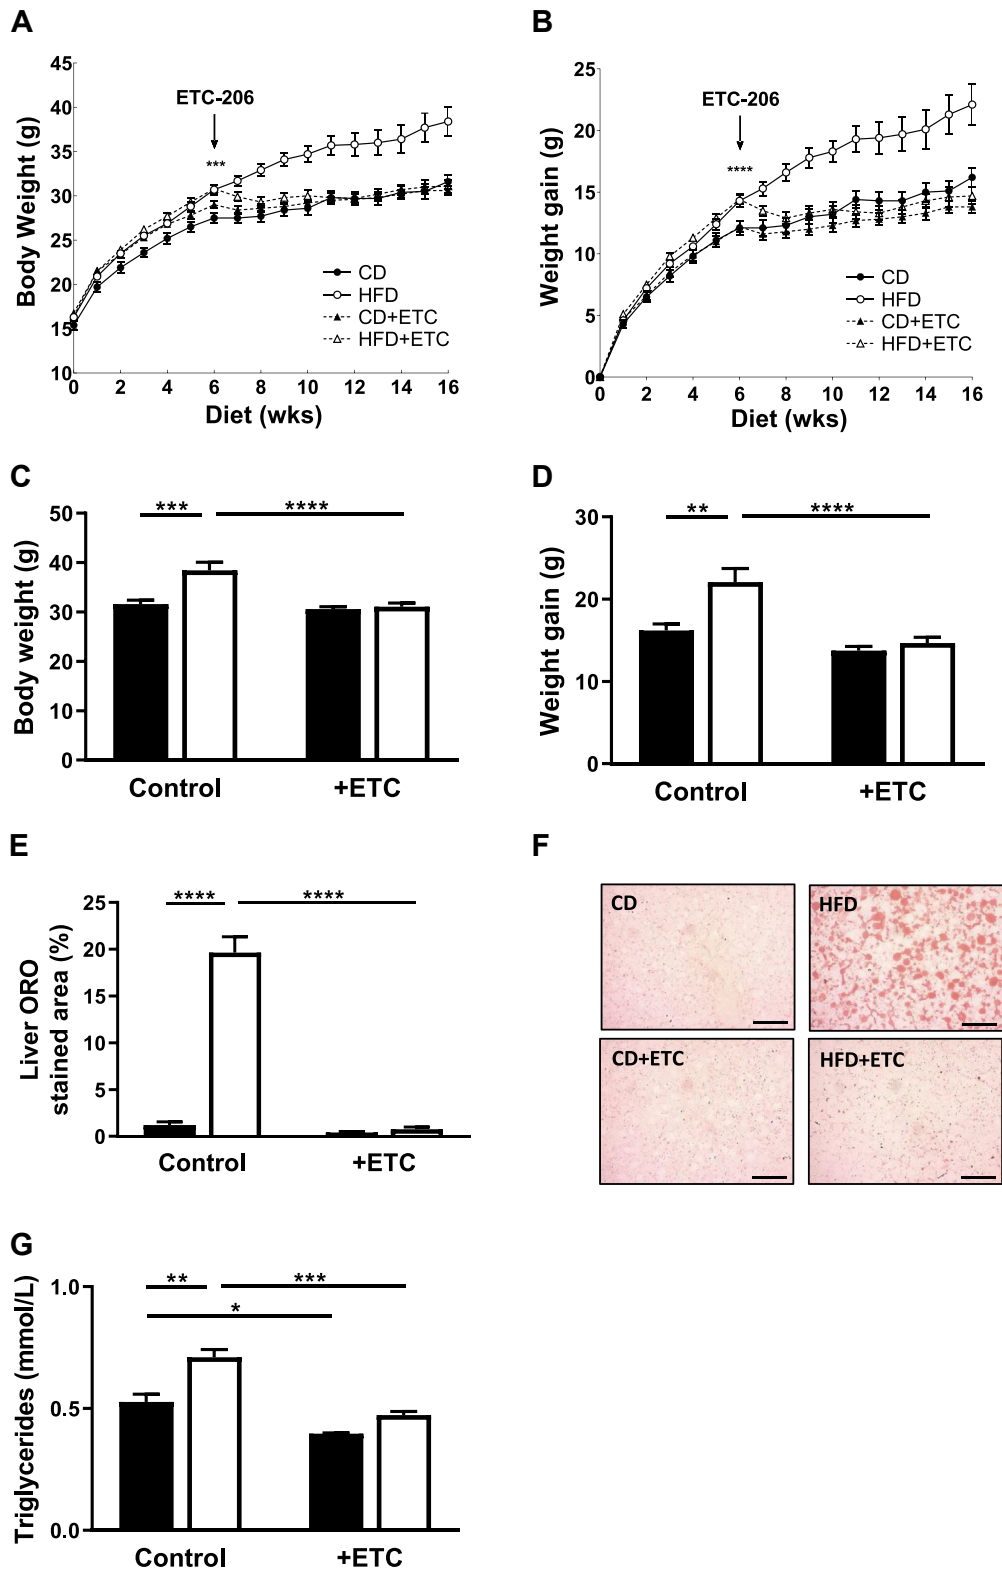 A
Body Weight (g)
45
40
35
30
25
20
15
10
ETC-206
***
CD
HFD
CD+ETC
HFD+ETC
0 2 4 6 8 10 12 14 16
Diet (wks)
B
Weight gain (g)
25
20
15
10
5
0
ETC-206
****
CD
HFD
CD+ETC
HFD+ETC
0 2 4 6 8 10 12 14 16
Diet (wks)
C
Body weight (g)
50
40
30
20
10
0
*** ****
Control +ETC
D
Weight gain (g)
30
20
10
0
** ****
Control +ETC
E
Liver ORO
stained area (%)
25
20
15
10
5
0
**** ****
Control +ETC
F
CD HFD
CD+ETC HFD+ETC
G
Triglycerides (mmol/L)
1.0
0.5
0.0
** ***
*
Control +ETC